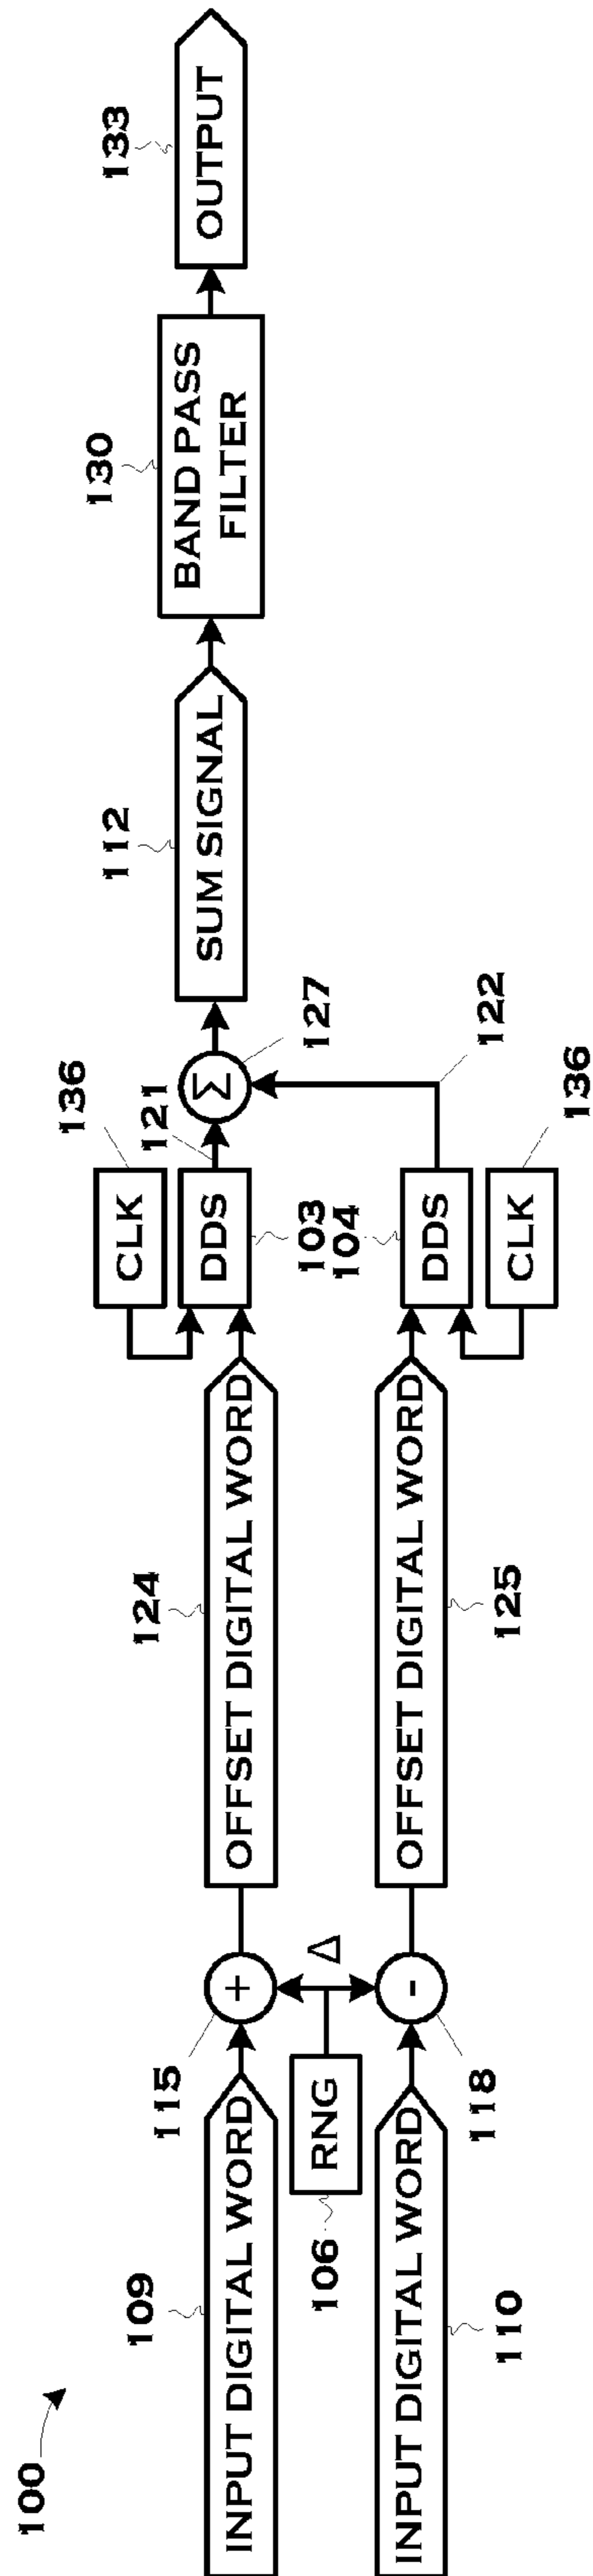 100
109
INPUT DIGITAL WORD
115
+
124
OFFSET DIGITAL WORD
136
CLK
DDS
121
Σ
127
112
SUM SIGNAL
130
BAND PASS
FILTER
133
OUTPUT
106
RNG
Δ
103
104
110
INPUT DIGITAL WORD
118
-
125
OFFSET DIGITAL WORD
DDS
CLK
136
122